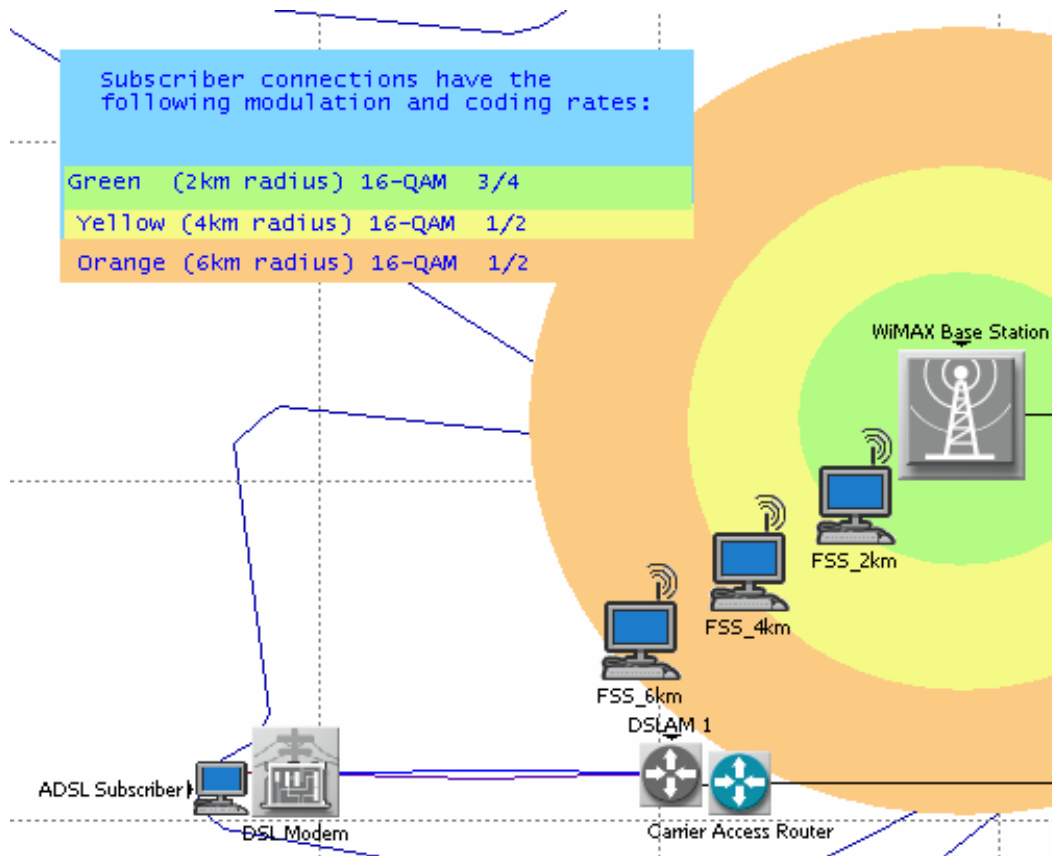 Subscriber connections have the
following modulation and coding rates:
Green (2km radius) 16-QAM 3/4
Yellow (4km radius) 16-QAM 1/2
Orange (6km radius) 16-QAM 1/2
WiMAX Base Station
FSS_2km
FSS_4km
FSS_6km
DSLAM 1
ADSL Subscriber
DSL Modem
Carrier Access Router